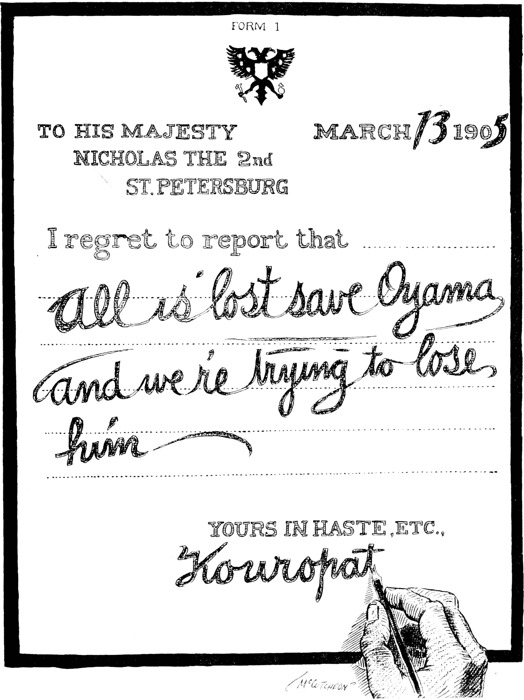 FORM 1
TO HIS MAJESTY MARCH 13 1905
NICHOLAS THE 2nd
ST. PETERSBURG
I regret to report that
all is lost save Oyama
and we're trying to lose
him
YOURS IN HASTE, ETC.,
Kouropat
McCutcheon